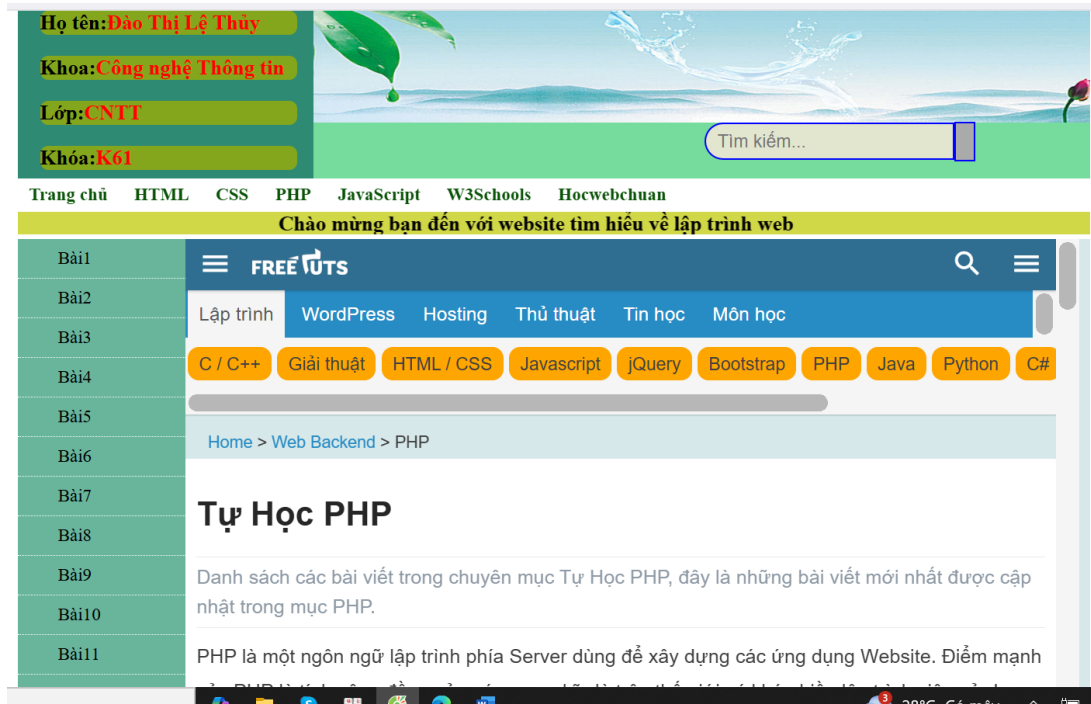 Họ tên:Đào Thị Lệ Thủy
Khoa:Công nghệ Thông tin
Lớp:CNTT
Khóa:K61
Tìm kiếm...
Trang chủ HTML CSS PHP JavaScript W3Schools Hocwebchuan
Chào mừng bạn đến với website tìm hiểu về lập trình web
Bài1
Bài2
Bài3
Bài4
Bài5
Bài6
Bài7
Bài8
Bài9
Bài10
Bài11
FREETUTS
Lập trình WordPress Hosting Thủ thuật Tin học Môn học
C / C++ Giải thuật HTML / CSS Javascript jQuery Bootstrap PHP Java Python C#
Home > Web Backend > PHP
Tự Học PHP
Danh sách các bài viết trong chuyên mục Tự Học PHP, đây là những bài viết mới nhất được cập
nhật trong mục PHP.
PHP là một ngôn ngữ lập trình phía Server dùng để xây dựng các ứng dụng Website. Điểm mạnh
3